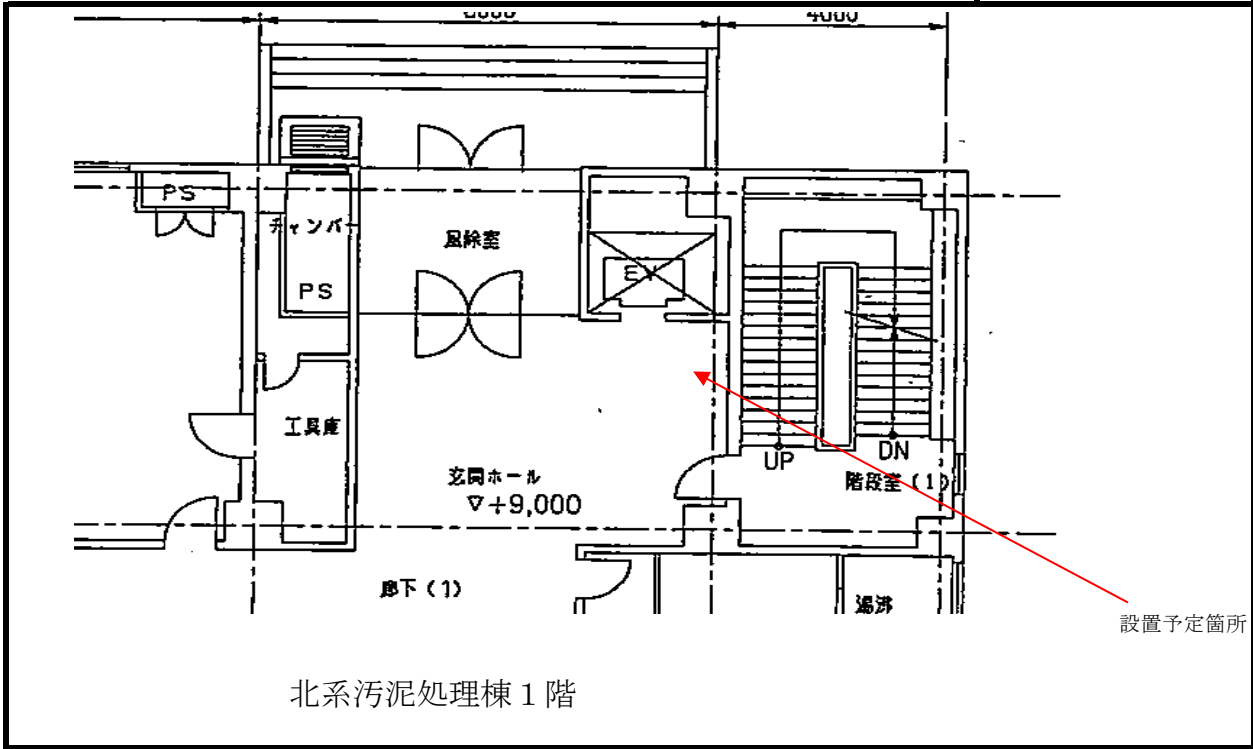 4000
PS
チャンバー
風除室
EV
PS
工具庫
UP
DN
玄関ホール
階段室(1)
▽+9,000
廊下(1)
湯沸
設置予定箇所
北系汚泥処理棟1階